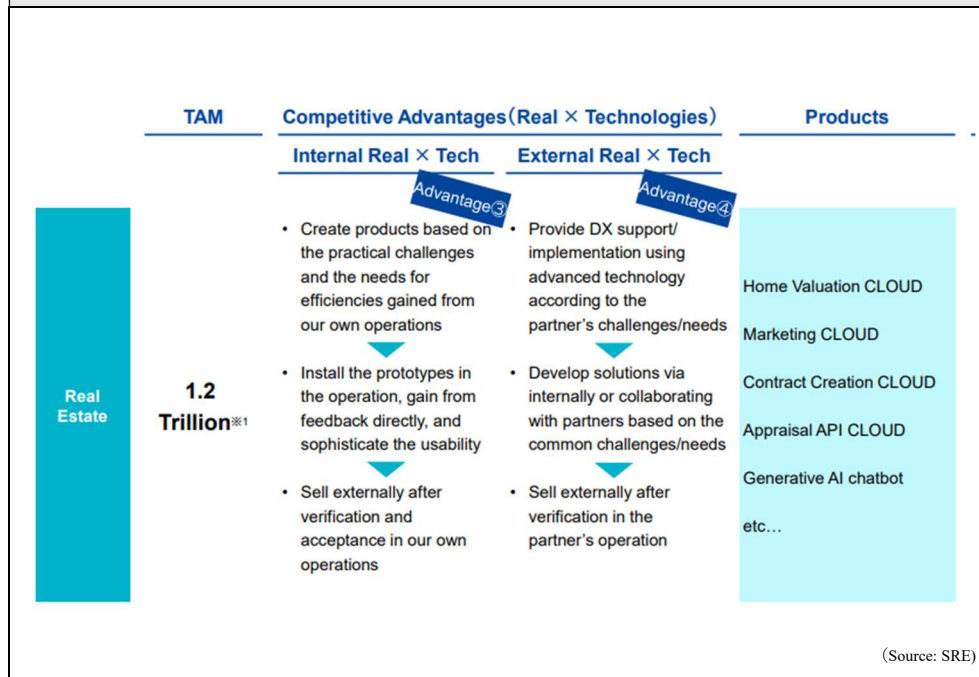 TAM
Competitive Advantages(Real × Technologies)
Products
Internal Real × Tech
External Real × Tech
Advantage③
Advantage④
Real
Estate
1.2
Trillion※1
• Create products based on
the practical challenges
and the needs for
efficiencies gained from
our own operations
• Install the prototypes in
the operation, gain from
feedback directly, and
sophisticate the usability
• Sell externally after
verification and
acceptance in our own
operations
• Provide DX support/
implementation using
advanced technology
according to the
partner's challenges/needs
• Develop solutions via
internally or collaborating
with partners based on the
common challenges/needs
• Sell externally after
verification in the
partner's operation
Home Valuation CLOUD
Marketing CLOUD
Contract Creation CLOUD
Appraisal API CLOUD
Generative AI chatbot
etc…
(Source: SRE)